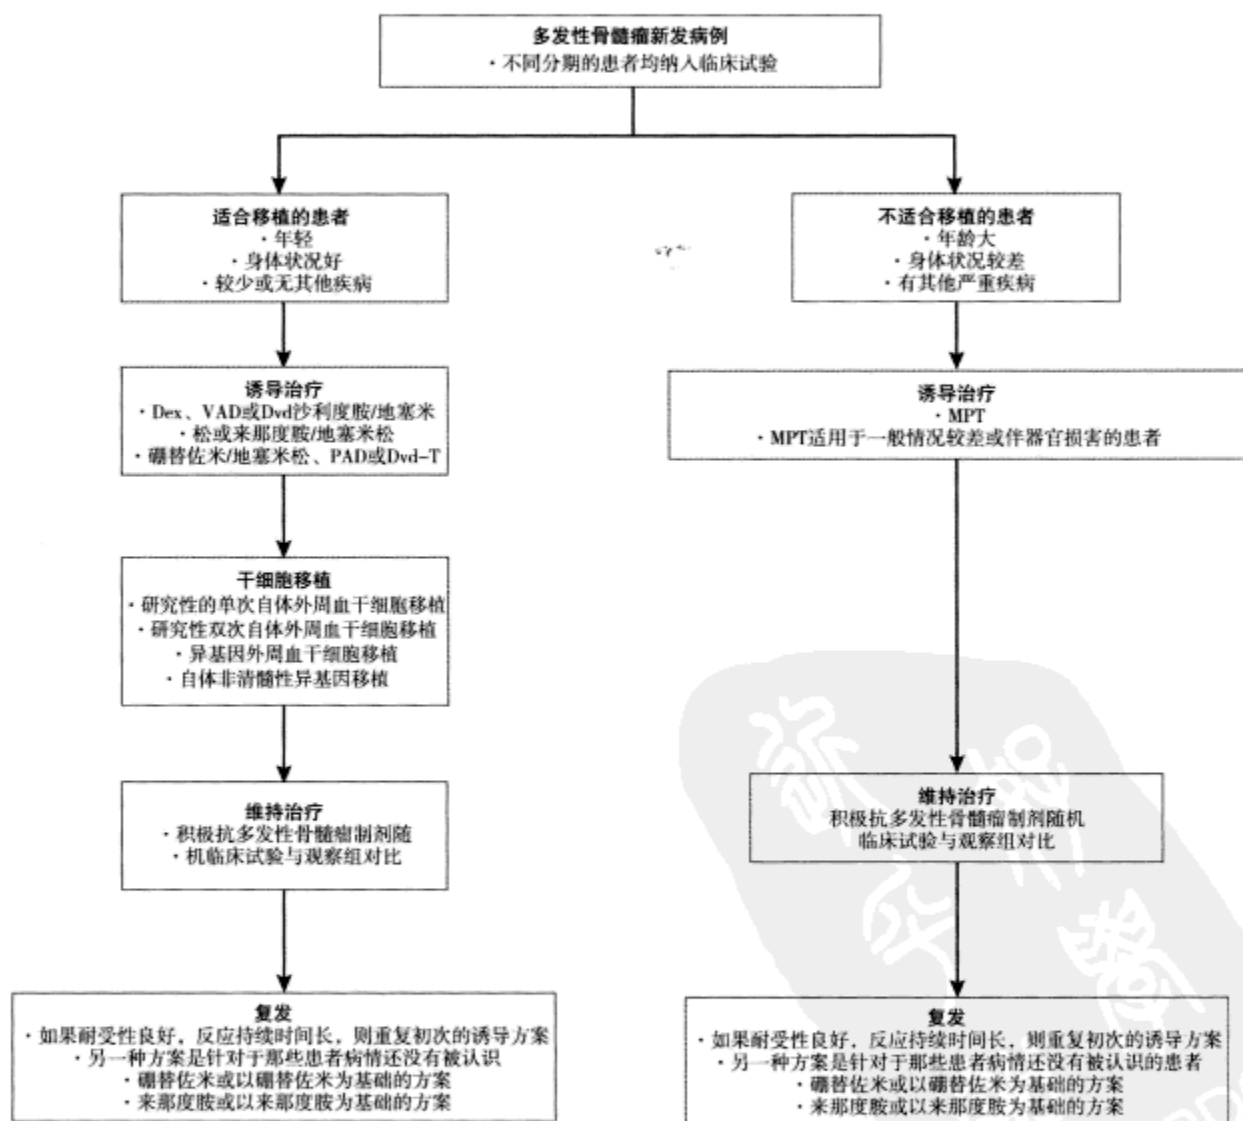 多发性骨髓瘤新发病例
· 不同分期的患者均纳入临床试验
适合移植的患者
· 年轻
· 身体状况好
· 较少或无其他疾病
不适合移植的患者
· 年龄大
· 身体状况较差
· 有其他严重疾病
诱导治疗
· Dex、VAD或Dvd沙利度胺/地塞米
· 松或来那度胺/地塞米松
· 硼替佐米/地塞米松、PAD或Dvd-T
诱导治疗
· MPT
· MPT适用于一般情况较差或伴器官损害的患者
干细胞移植
· 研究性的单次自体外周血干细胞移植
· 研究性双次自体外周血干细胞移植
· 异基因外周血干细胞移植
· 自体非清髓性异基因移植
维持治疗
· 积极抗多发性骨髓瘤制剂随
· 机临床试验与观察组对比
维持治疗
积极抗多发性骨髓瘤制剂随机
临床试验与观察组对比
复发
· 如果耐受性良好，反应持续时间长，则重复初次的诱导方案
· 另一种方案是针对于那些患者病情还没有被认识
· 硼替佐米或以硼替佐米为基础的方案
· 来那度胺或以来那度胺为基础的方案
复发
· 如果耐受性良好，反应持续时间长，则重复初次的诱导方案
· 另一种方案是针对于那些患者病情还没有被认识的患者
· 硼替佐米或以硼替佐米为基础的方案
· 来那度胺或以来那度胺为基础的方案